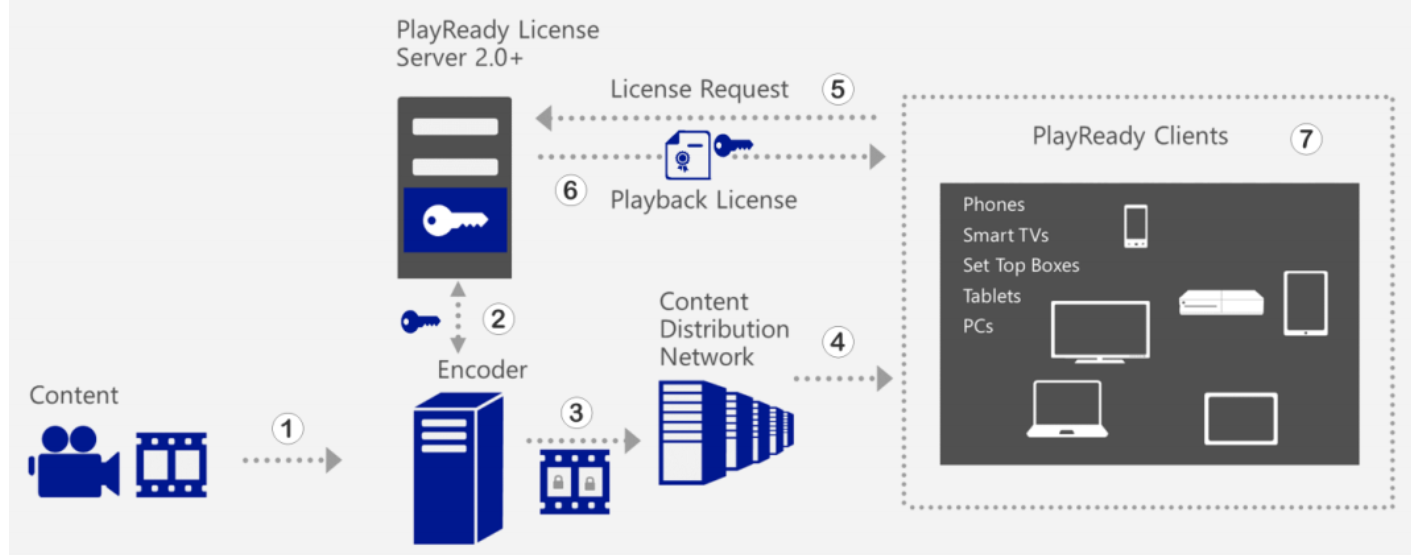 PlayReady License
Server 2.0+
License Request 5
PlayReady Clients 7
6
Playback License
Phones
Smart TVs
Set Top Boxes
Tablets
PCs
2
Content
Distribution
Network
4
Encoder
Content
1
3